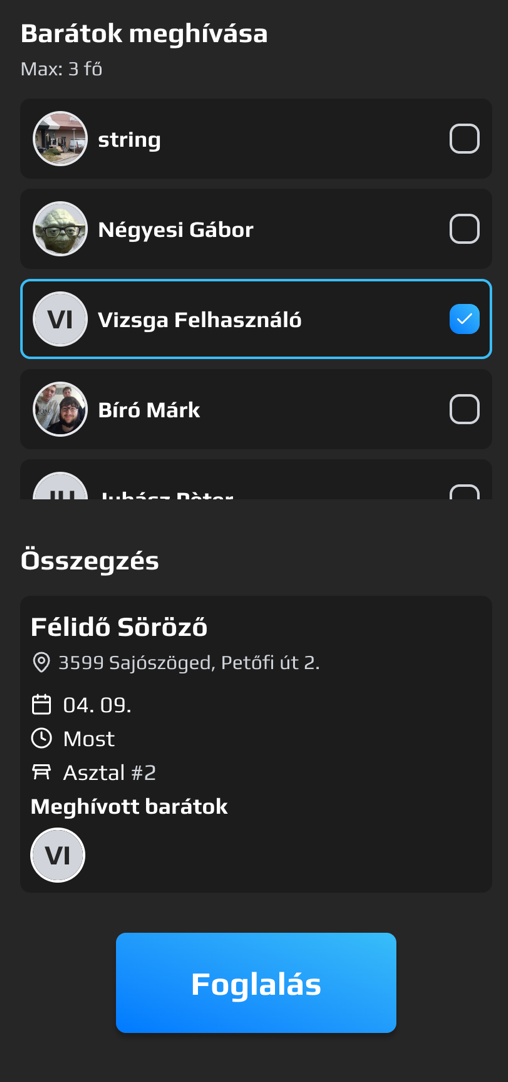 Barátok meghívása
Max: 3 fő
string
Négyesi Gábor
VI Vizsga Felhasználó
Bíró Márk
Összegzés
Félidő Söröző
3599 Sajószöged, Petőfi út 2.
04. 09.
Most
Asztal #2
Meghívott barátok
VI
Foglalás